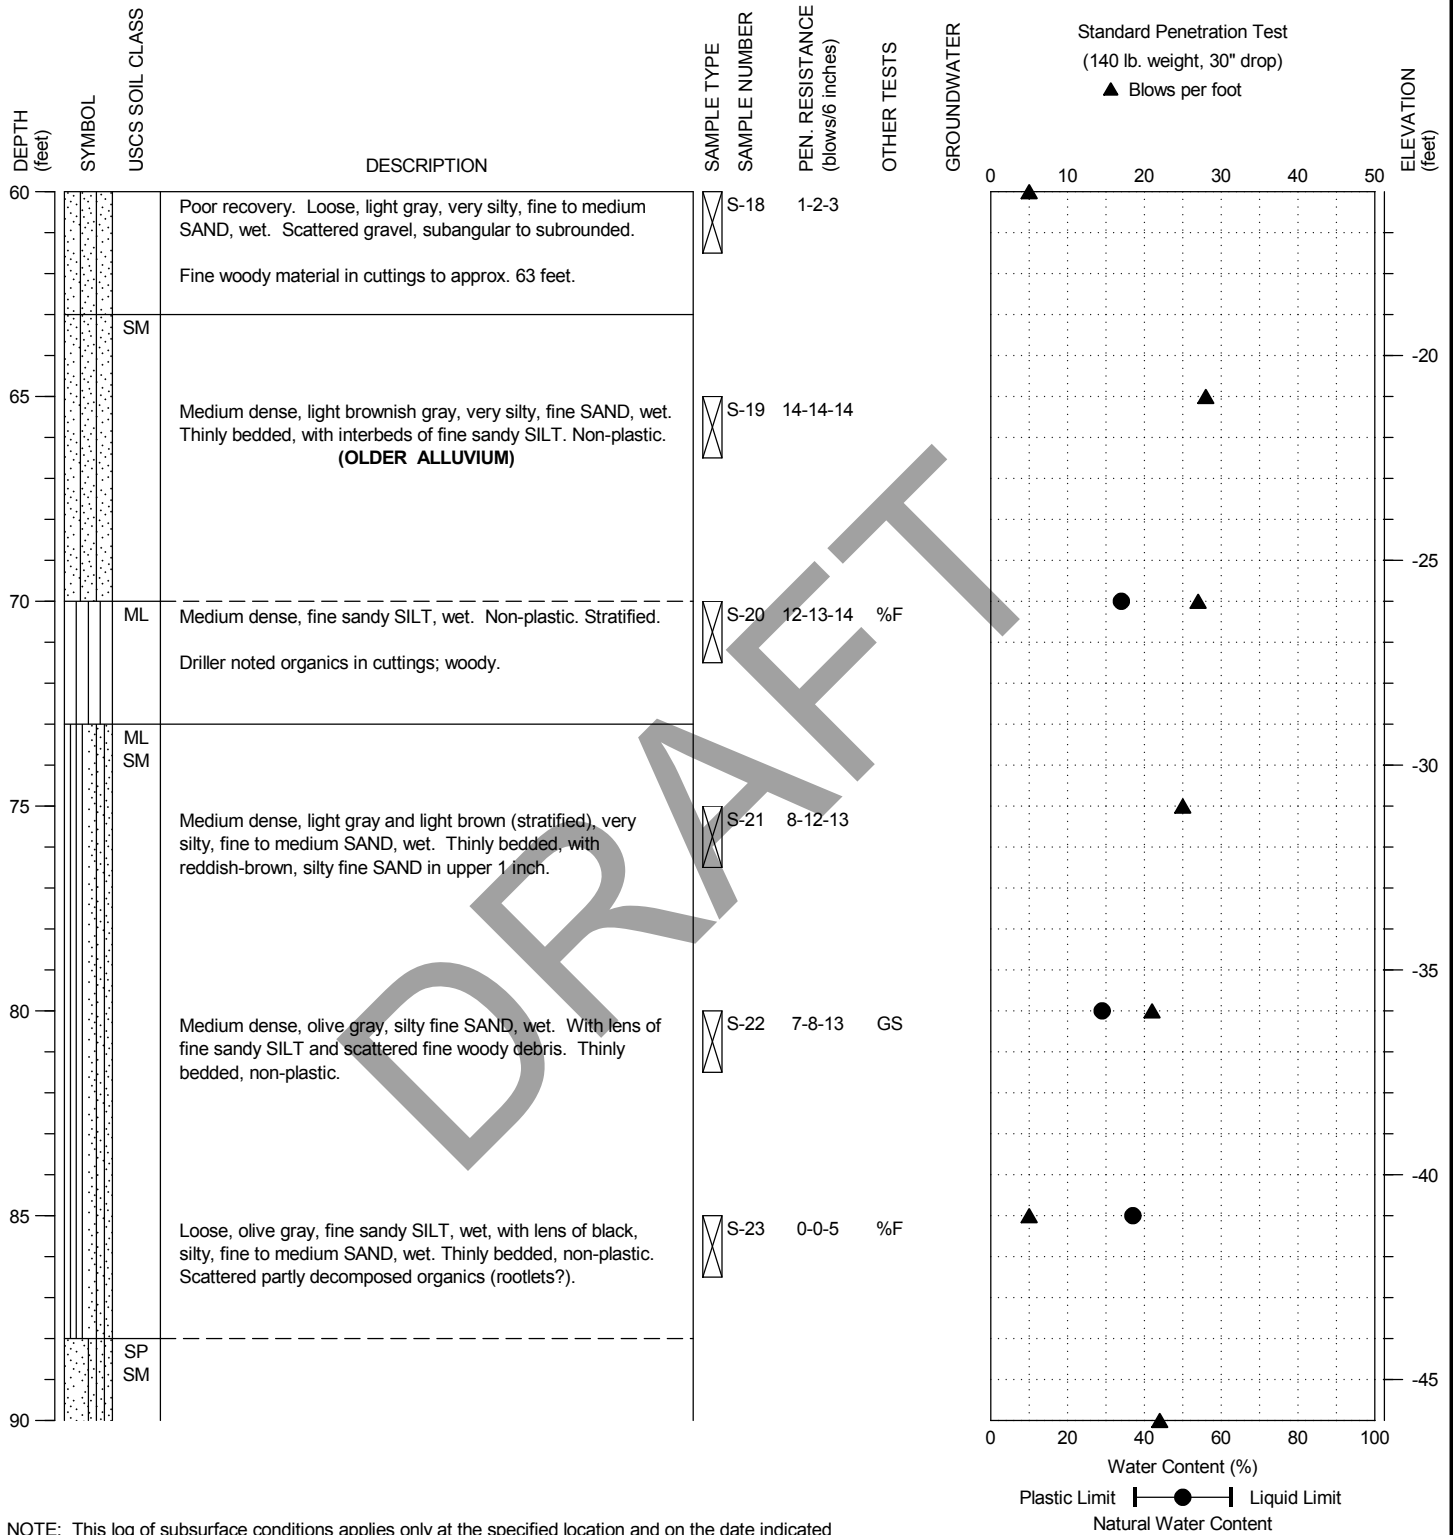 DEPTH
(feet)
SYMBOL
USCS SOIL CLASS
DESCRIPTION
SAMPLE TYPE
SAMPLE NUMBER
PEN. RESISTANCE
(blows/6 inches)
OTHER TESTS
GROUNDWATER
Standard Penetration Test
(140 lb. weight, 30" drop)
▲ Blows per foot
ELEVATION
(feet)
0 10 20 30 40 50
60
Poor recovery. Loose, light gray, very silty, fine to medium
SAND, wet. Scattered gravel, subangular to subrounded.
S-18 1-2-3
Fine woody material in cuttings to approx. 63 feet.
SM
-20
65
Medium dense, light brownish gray, very silty, fine SAND, wet.
Thinly bedded, with interbeds of fine sandy SILT. Non-plastic.
(OLDER ALLUVIUM)
S-19 14-14-14
-25
70
ML
Medium dense, fine sandy SILT, wet. Non-plastic. Stratified.
S-20 12-13-14 %F
Driller noted organics in cuttings; woody.
ML
SM
-30
75
Medium dense, light gray and light brown (stratified), very
silty, fine to medium SAND, wet. Thinly bedded, with
reddish-brown, silty fine SAND in upper 1 inch.
S-21 8-12-13
-35
80
Medium dense, olive gray, silty fine SAND, wet. With lens of
fine sandy SILT and scattered fine woody debris. Thinly
bedded, non-plastic.
S-22 7-8-13 GS
-40
85
Loose, olive gray, fine sandy SILT, wet, with lens of black,
silty, fine to medium SAND, wet. Thinly bedded, non-plastic.
Scattered partly decomposed organics (rootlets?).
S-23 0-0-5 %F
SP
SM
-45
90
DRAFT
0 20 40 60 80 100
Water Content (%)
Plastic Limit Liquid Limit
Natural Water Content
NOTE: This log of subsurface conditions applies only at the specified location and on the date indicated